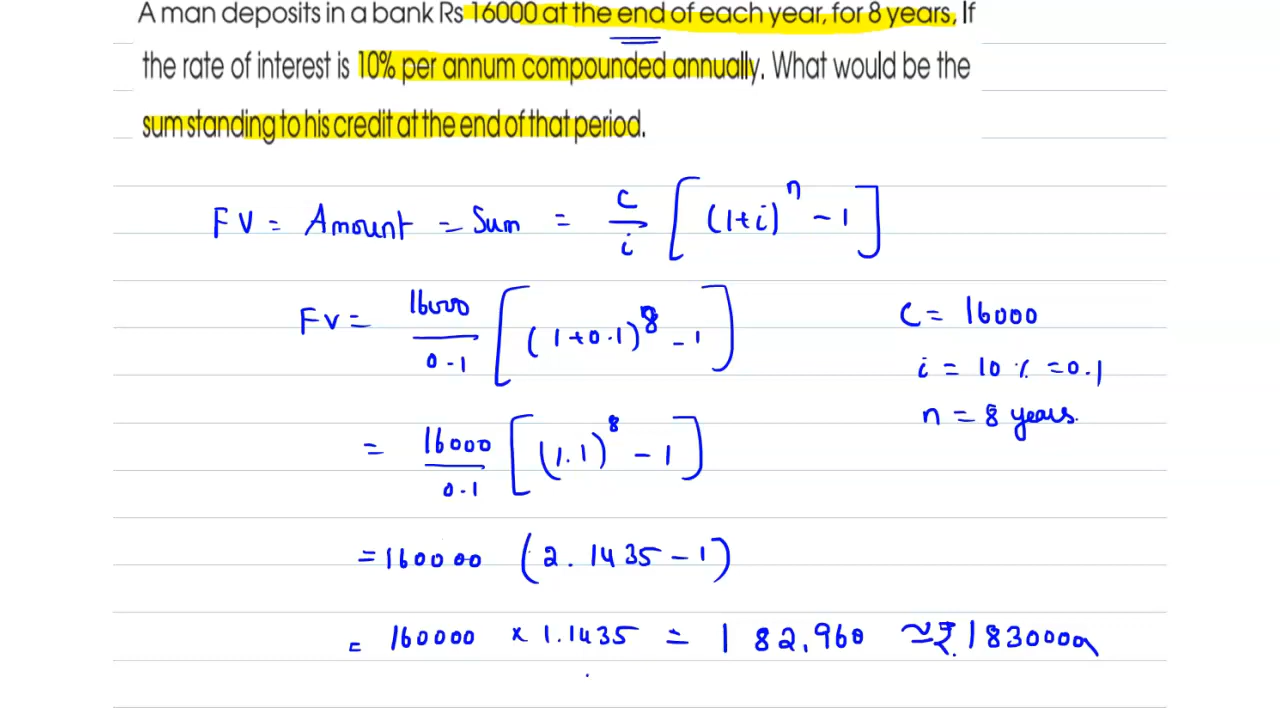 A man deposits in a bank Rs 16000 at the end of each year, for 8 years, If
the rate of interest is 10% per annum compounded annually. What would be the
sum standing to his credit at the end of that period.
FV = Amount = Sum = C/i [(1+i)^n - 1]
FV = 16000/0.1 [(1+0.1)^8 - 1]
C = 16000
i = 10% = 0.1
n = 8 years.
= 16000/0.1 [(1.1)^8 - 1]
= 160000 (2.1435 - 1)
= 160000 × 1.1435 = 182,960 ≃ ₹